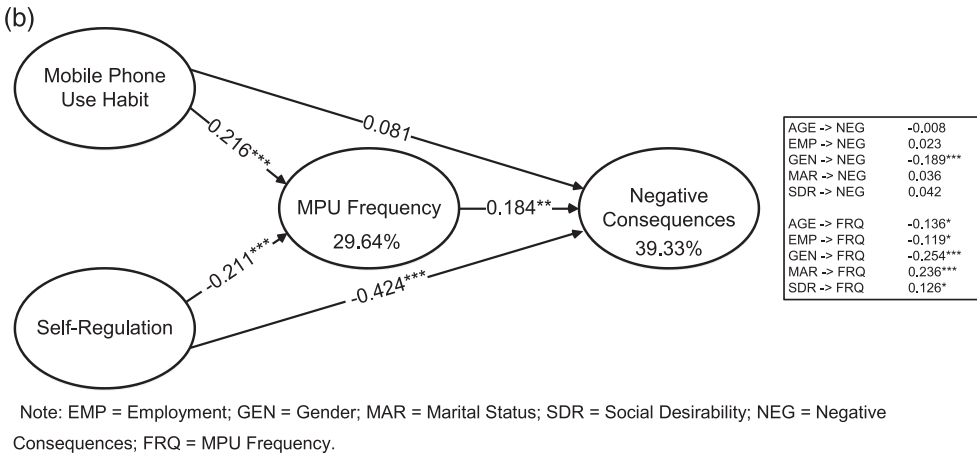 (b)
Mobile Phone
Use Habit
0.081
0.216***
MPU Frequency
29.64%
0.184**
Negative
Consequences
39.33%
-0.211***
-0.424***
Self-Regulation
AGE -> NEG -0.008
EMP -> NEG 0.023
GEN -> NEG -0.189***
MAR -> NEG 0.036
SDR -> NEG 0.042
AGE -> FRQ -0.136*
EMP -> FRQ -0.119*
GEN -> FRQ -0.254***
MAR -> FRQ 0.236***
SDR -> FRQ 0.126*
Note: EMP = Employment; GEN = Gender; MAR = Marital Status; SDR = Social Desirability; NEG = Negative
Consequences; FRQ = MPU Frequency.